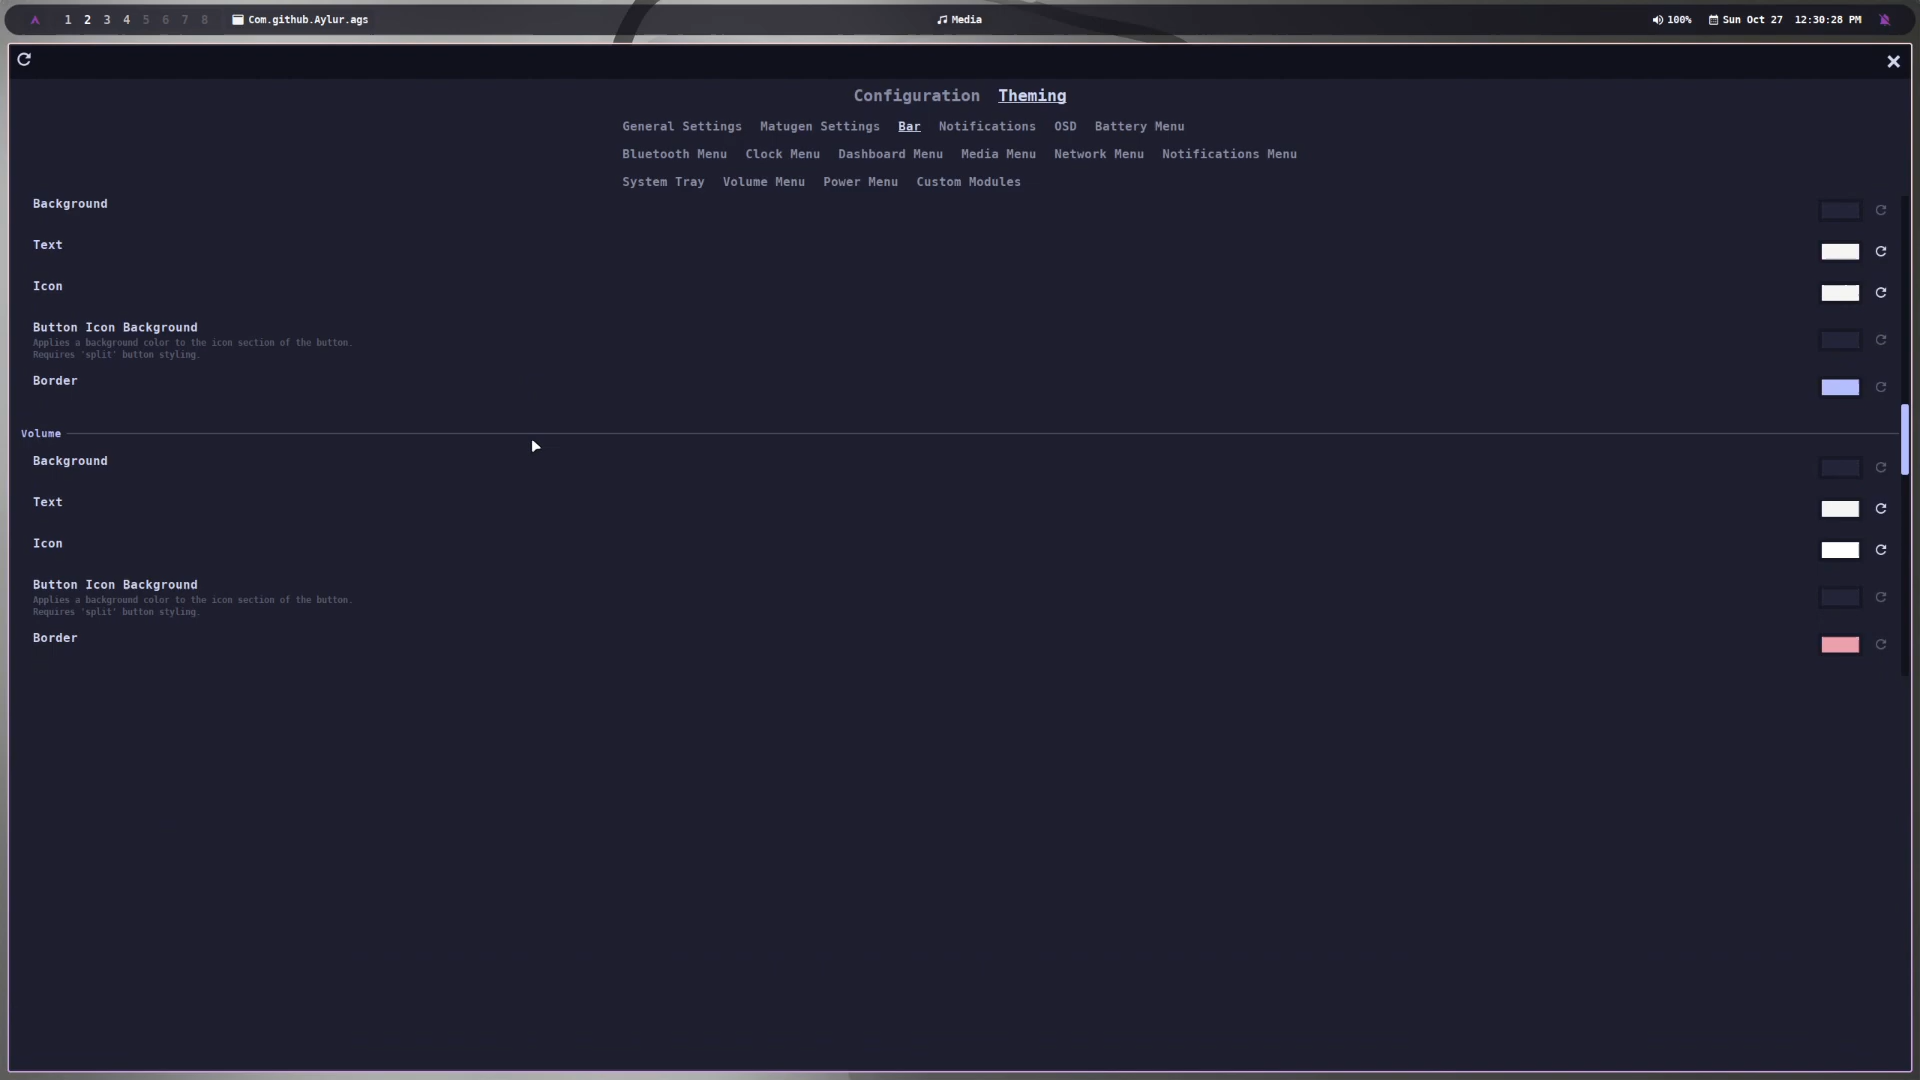 1 2 3 4 5 6 7 8 Com.github.Aylur.ags Media 100% Sun Oct 27 12:30:28 PM
Configuration Theming
General Settings Matugen Settings Bar Notifications OSD Battery Menu
Bluetooth Menu Clock Menu Dashboard Menu Media Menu Network Menu Notifications Menu
System Tray Volume Menu Power Menu Custom Modules
Background
Text
Icon
Button Icon Background
Applies a background color to the icon section of the button.
Requires 'split' button styling.
Border
Volume
Background
Text
Icon
Button Icon Background
Applies a background color to the icon section of the button.
Requires 'split' button styling.
Border